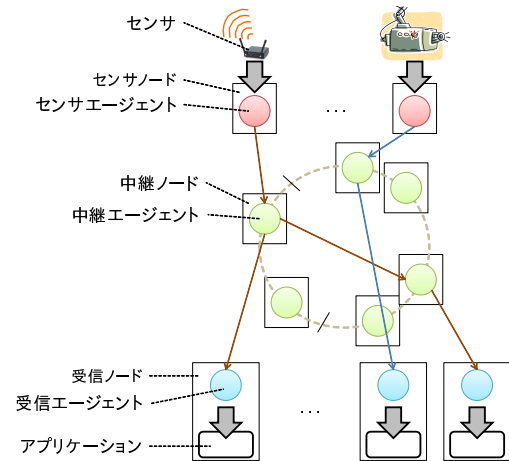 センサ
センサノード
センサエージェント
...
中継ノード
中継エージェント
受信ノード
受信エージェント
...
アプリケーション